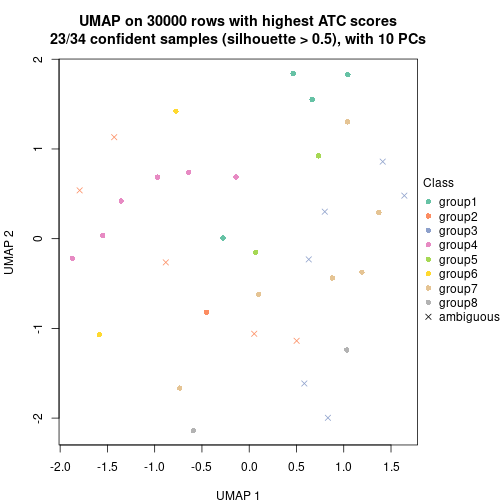 UMAP on 30000 rows with highest ATC scores
23/34 confident samples (silhouette > 0.5), with 10 PCs
2
1
0
-1
-2
UMAP 2
-2.0 -1.5 -1.0 -0.5 0.0 0.5 1.0 1.5
UMAP 1
Class
group1
group2
group3
group4
group5
group6
group7
group8
ambiguous